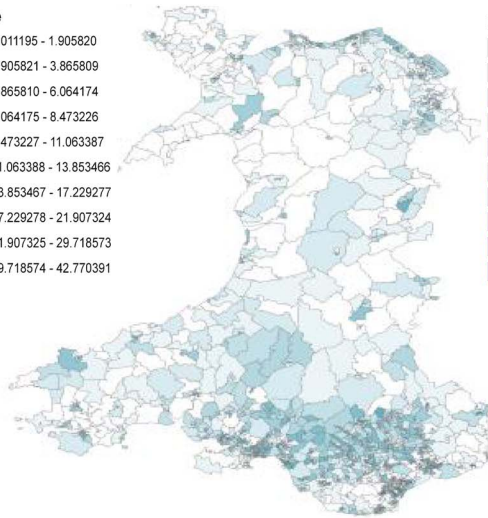 011195 - 1.905820
905821 - 3.865809
865810 - 6.064174
064175 - 8.473226
473227 - 11.063387
1.063388 - 13.853466
3.853467 - 17.229277
7.229278 - 21.907324
1.907325 - 29.718573
9.718574 - 42.770391